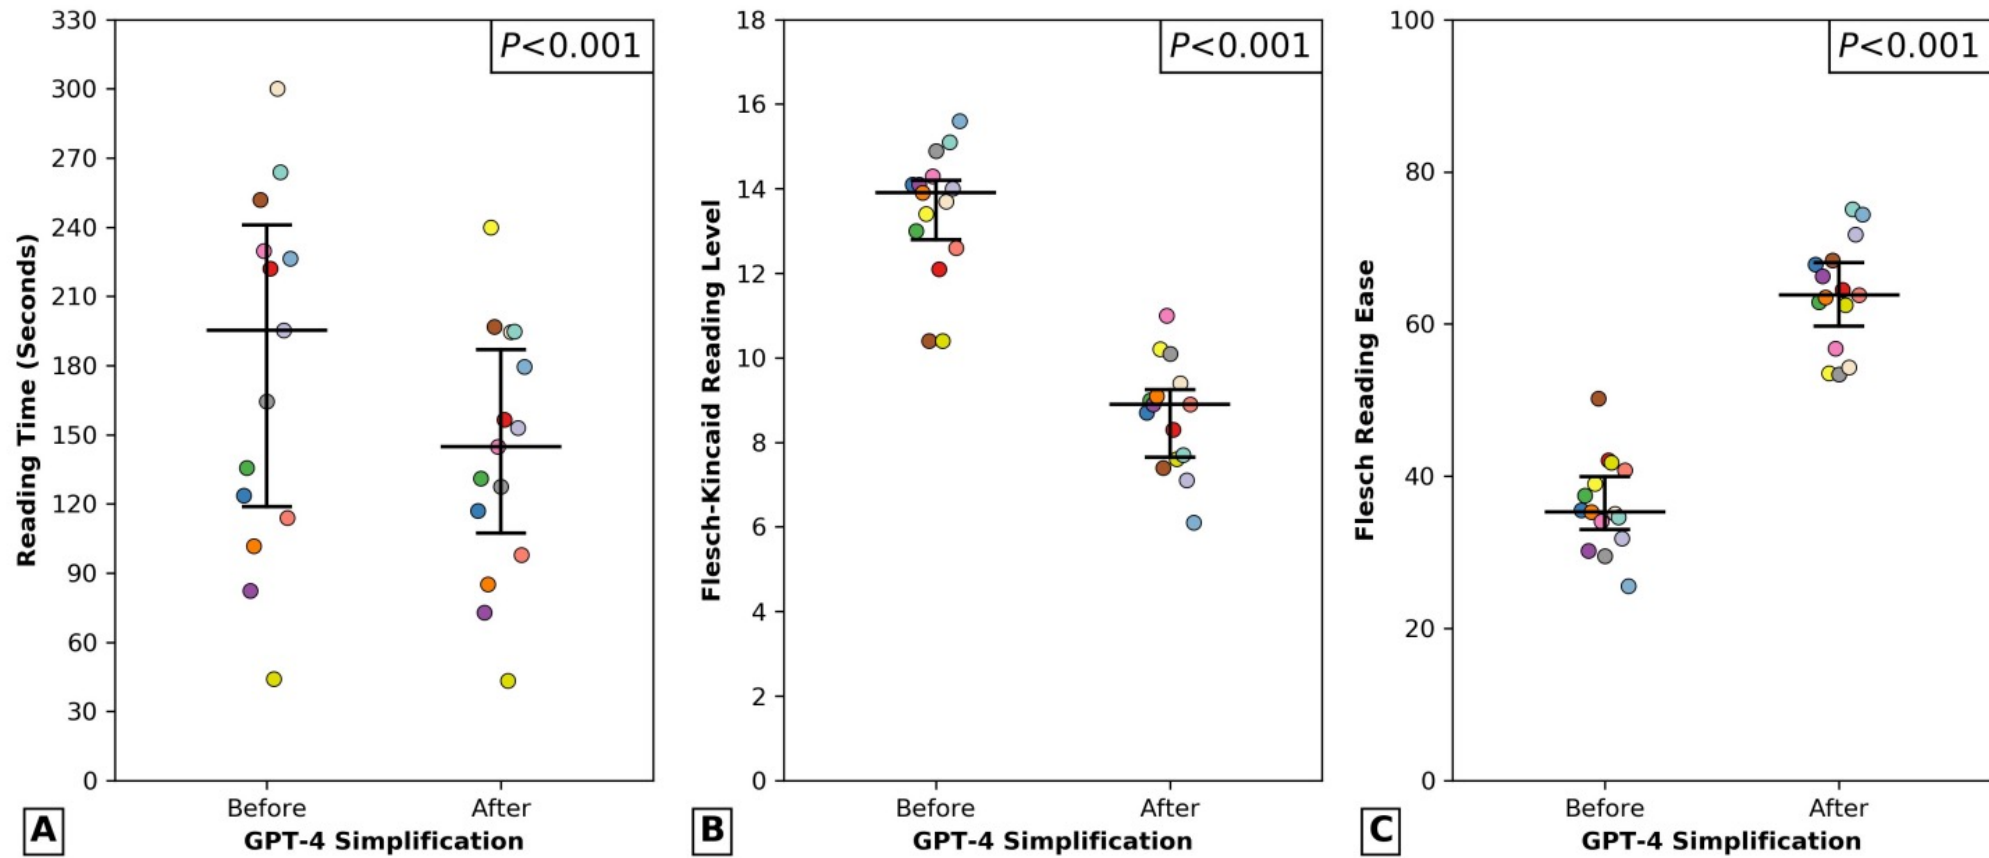 P<0.001
330
300
270
240
210
180
150
120
90
60
30
0
Reading Time (Seconds)
Before
After
GPT-4 Simplification
A
P<0.001
18
16
14
12
10
8
6
4
2
0
Flesch-Kincaid Reading Level
Before
After
GPT-4 Simplification
B
P<0.001
100
80
60
40
20
0
Flesch Reading Ease
Before
After
GPT-4 Simplification
C